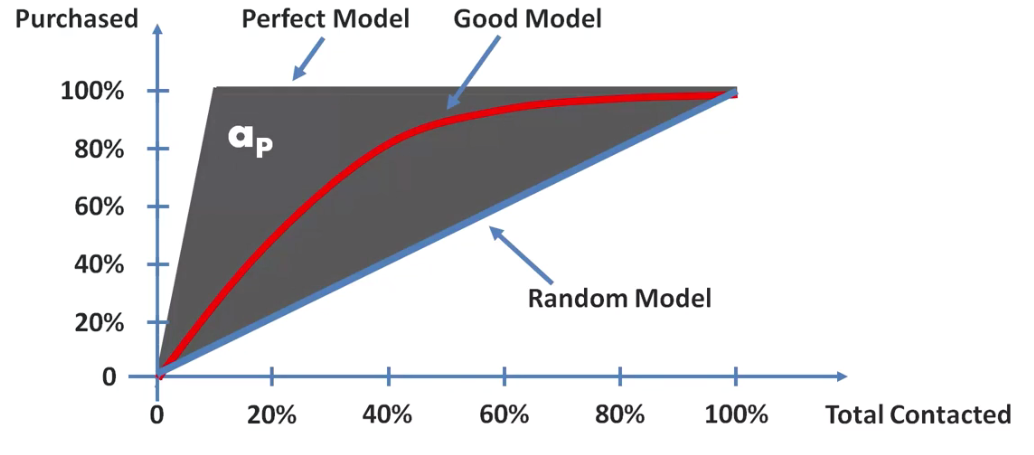 Purchased
Perfect Model
Good Model
100%
80%
60%
40%
20%
0
aP
Random Model
0
20%
40%
60%
80%
100%
Total Contacted